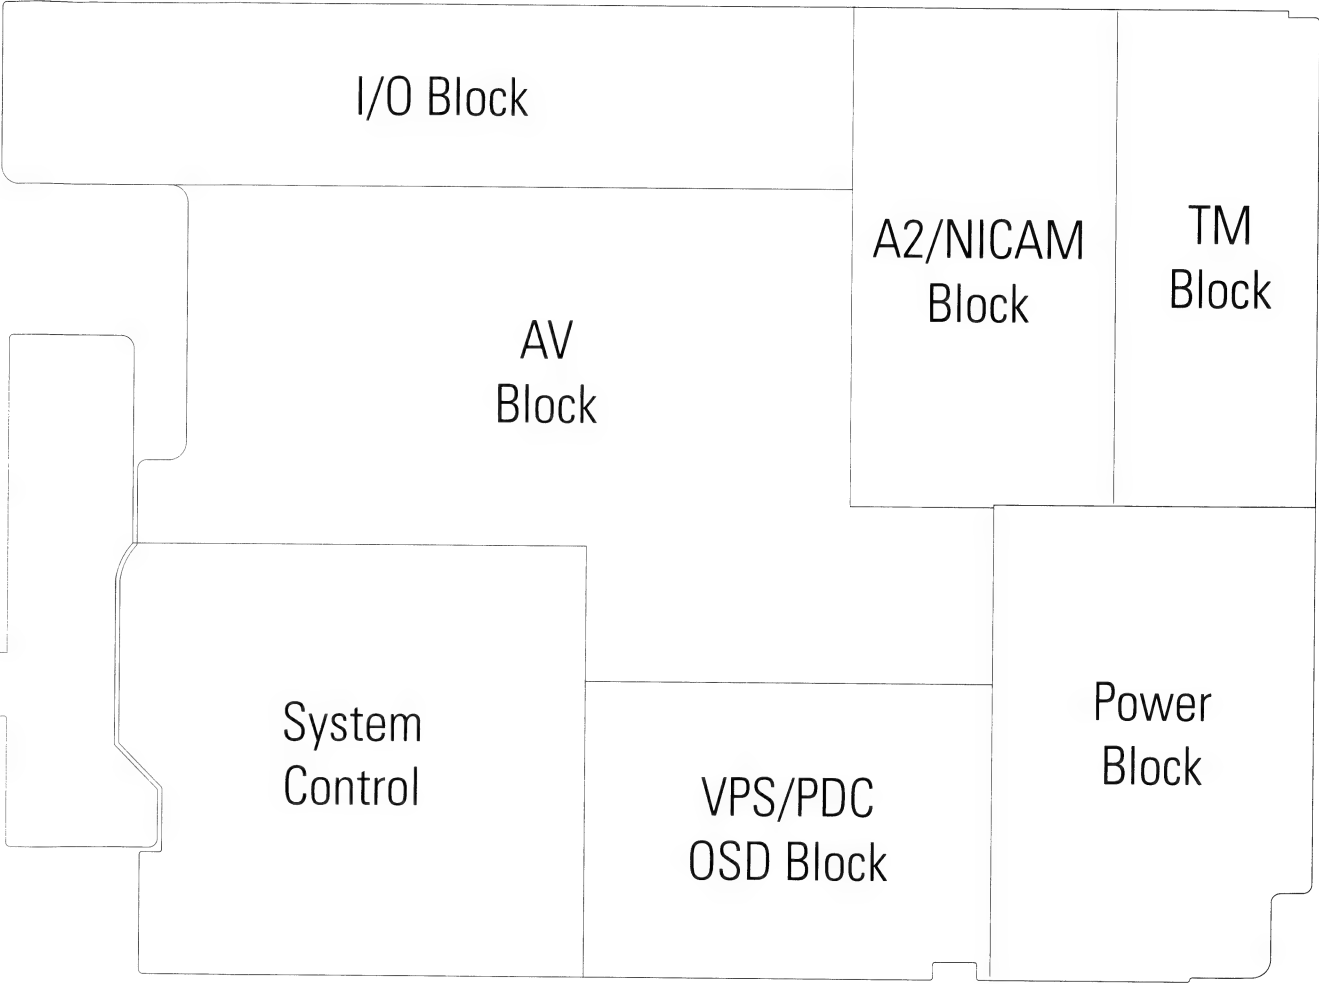 I/O Block
A2/NICAM
Block
TM
Block
AV
Block
System
Control
VPS/PDC
OSD Block
Power
Block